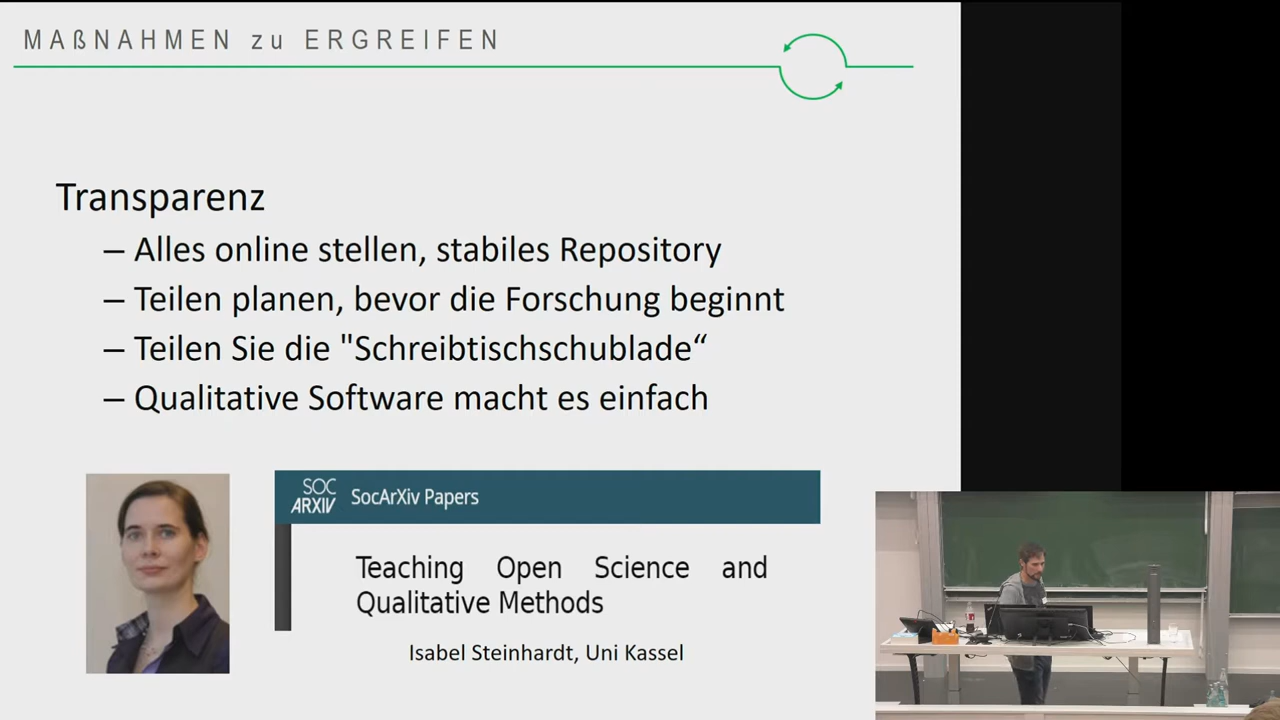 MAßNAHMEN zu ERGREIFEN
Transparenz
– Alles online stellen, stabiles Repository
– Teilen planen, bevor die Forschung beginnt
– Teilen Sie die "Schreibtischschublade“
– Qualitative Software macht es einfach
SOC
ARXIV
SocArXiv Papers
Teaching Open Science and
Qualitative Methods
Isabel Steinhardt, Uni Kassel